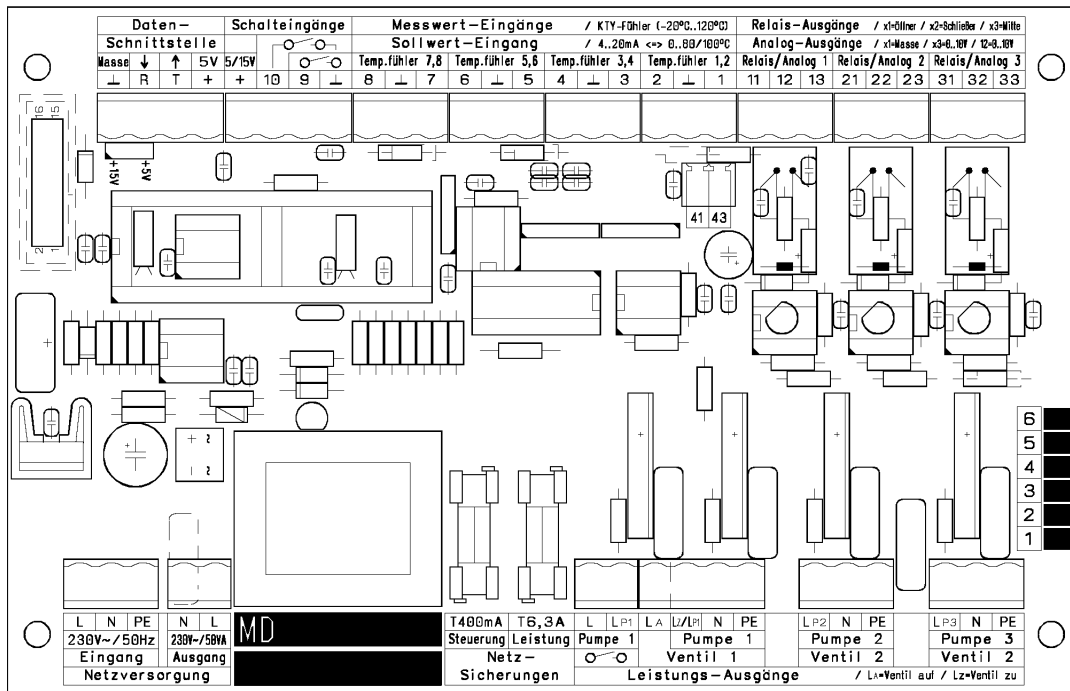 Daten- Schalteingänge Messwert-Eingänge / KTY-Fühler (-20°C..120°C) Relais-Ausgänge / x1=Öffner / x2=Schließer / x3=Mitte
Schnittstelle Sollwert-Eingang / 4..20mA <=> 0..80/100°C Analog-Ausgänge / x1=Masse / x3=0..10V / 12=0..10V
Masse ↓ ↑ 5V 5/15V Temp.fühler 7,8 Temp.fühler 5,6 Temp.fühler 3,4 Temp.fühler 1,2 Relais/Analog 1 Relais/Analog 2 Relais/Analog 3
⊥ R T + + 10 9 ⊥ 8 ⊥ 7 6 ⊥ 5 4 ⊥ 3 2 ⊥ 1 11 12 13 21 22 23 31 32 33
16 15
+15V +5V
41 43
2 1
6
5
4
3
2
1
L N PE N L MD T400mA T6,3A L LP1 LA LZ/LP1 N PE LP2 N PE LP3 N PE
230V~/50Hz 230V~/50VA Steuerung Leistung Pumpe 1 Pumpe 1 Pumpe 2 Pumpe 3
Eingang Ausgang Netz- Ventil 1 Ventil 2 Ventil 2
Netzversorgung Sicherungen Leistungs-Ausgänge / LA=Ventil auf / LZ=Ventil zu